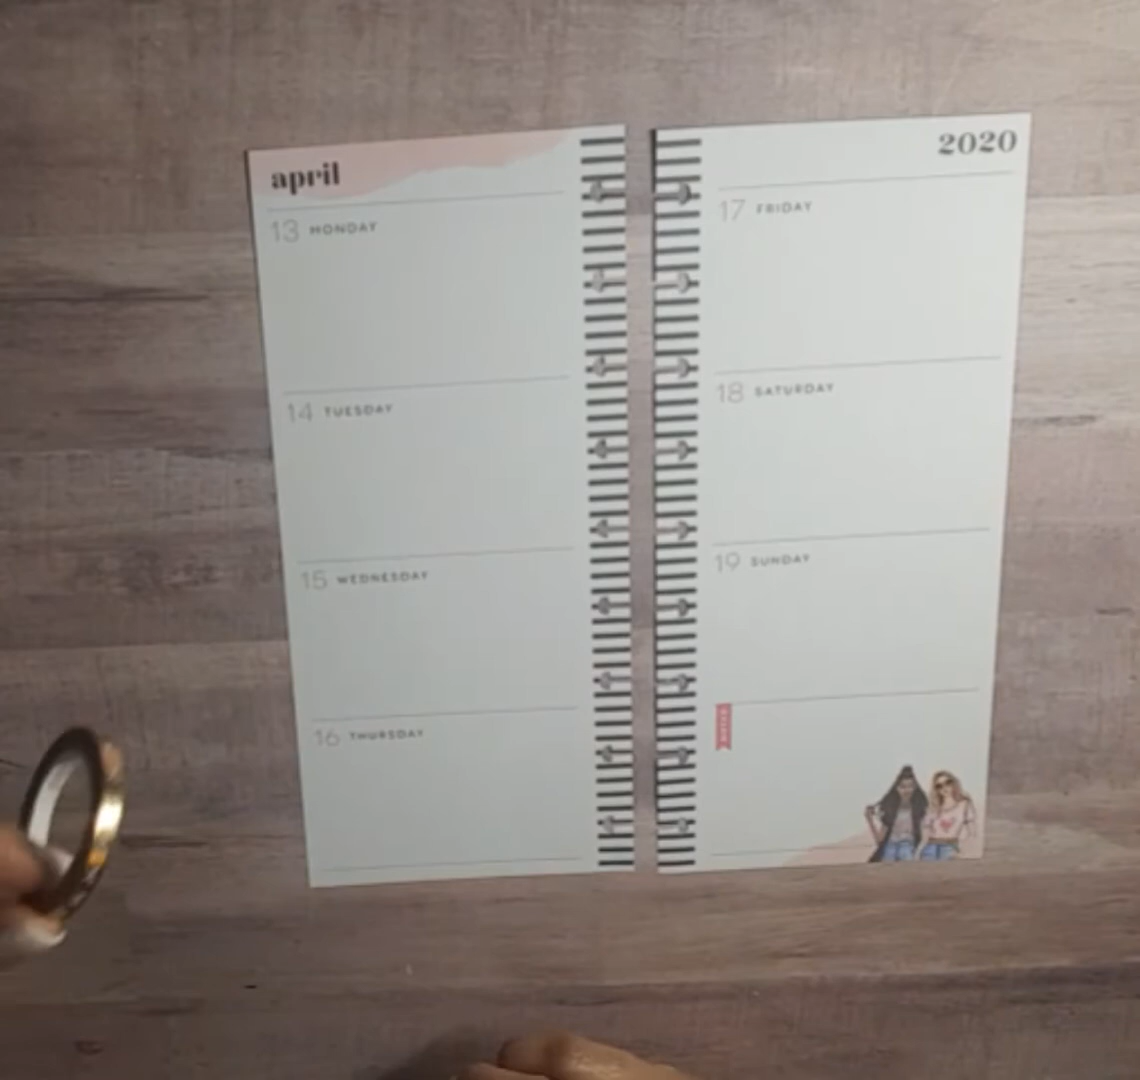 april
13 MONDAY
14 TUESDAY
15 WEDNESDAY
16 THURSDAY
2020
17 FRIDAY
18 SATURDAY
19 SUNDAY